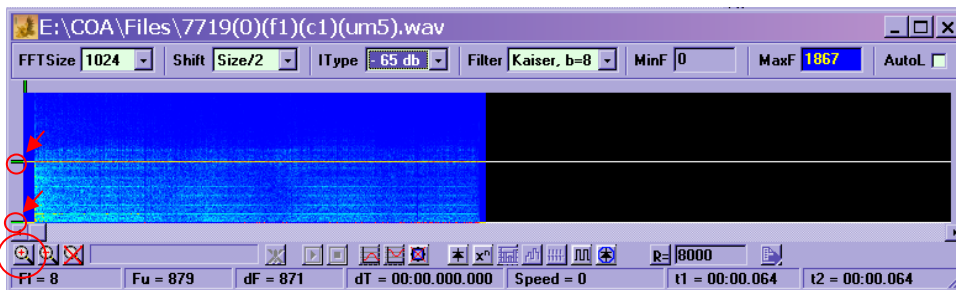 E:\COA\Files\7719(0)(f1)(c1)(um5).wav
FFTSize 1024 Shift Size/2 IType - 65 db Filter Kaiser, b=8 MinF 0 MaxF 1867 AutoL
xⁿ R= 8000
Fl = 8 Fu = 879 dF = 871 dT = 00:00.000.000 Speed = 0 t1 = 00:00.064 t2 = 00:00.064